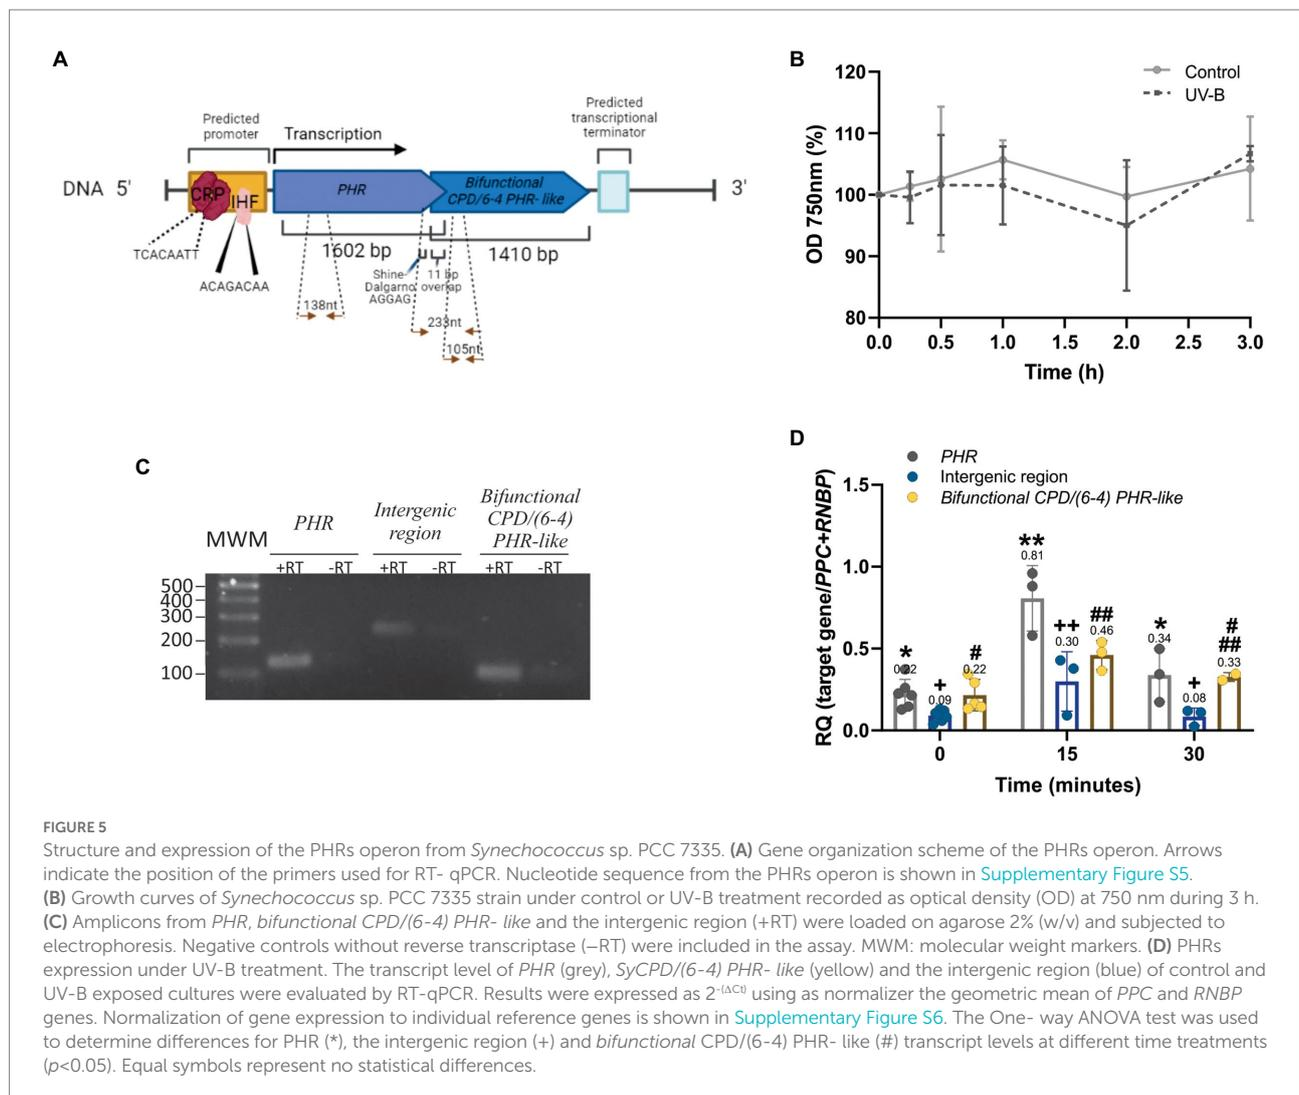 A
Predicted
promoter
Transcription
Predicted
transcriptional
terminator
DNA 5'
CRP
IHF
PHR
Bifunctional
CPD/6-4 PHR- like
3'
TCACAATT
ACAGACAA
1602 bp
1410 bp
Shine-
Dalgarno
AGGAG
11 bp
overlap
138nt
233nt
105nt
B
Control
UV-B
OD 750nm (%)
120
110
100
90
80
0.0 0.5 1.0 1.5 2.0 2.5 3.0
Time (h)
C
MWM
PHR
Intergenic
region
Bifunctional
CPD/(6-4)
PHR-like
+RT -RT +RT -RT +RT -RT
500
400
300
200
100
D
PHR
Intergenic region
Bifunctional CPD/(6-4) PHR-like
RQ (target gene/PPC+RNBP)
1.5
1.0
0.5
0.0
* + #
0.22 0.09 0.22
** ++ ##
0.81 0.30 0.46
* + #
##
0.34 0.08 0.33
0 15 30
Time (minutes)
FIGURE 5
Structure and expression of the PHRs operon from Synechococcus sp. PCC 7335. (A) Gene organization scheme of the PHRs operon. Arrows
indicate the position of the primers used for RT- qPCR. Nucleotide sequence from the PHRs operon is shown in Supplementary Figure S5.
(B) Growth curves of Synechococcus sp. PCC 7335 strain under control or UV-B treatment recorded as optical density (OD) at 750 nm during 3 h.
(C) Amplicons from PHR, bifunctional CPD/(6-4) PHR- like and the intergenic region (+RT) were loaded on agarose 2% (w/v) and subjected to
electrophoresis. Negative controls without reverse transcriptase (−RT) were included in the assay. MWM: molecular weight markers. (D) PHRs
expression under UV-B treatment. The transcript level of PHR (grey), SyCPD/(6-4) PHR- like (yellow) and the intergenic region (blue) of control and
UV-B exposed cultures were evaluated by RT-qPCR. Results were expressed as 2-(ΔCt) using as normalizer the geometric mean of PPC and RNBP
genes. Normalization of gene expression to individual reference genes is shown in Supplementary Figure S6. The One- way ANOVA test was used
to determine differences for PHR (*), the intergenic region (+) and bifunctional CPD/(6-4) PHR- like (#) transcript levels at different time treatments
(p<0.05). Equal symbols represent no statistical differences.